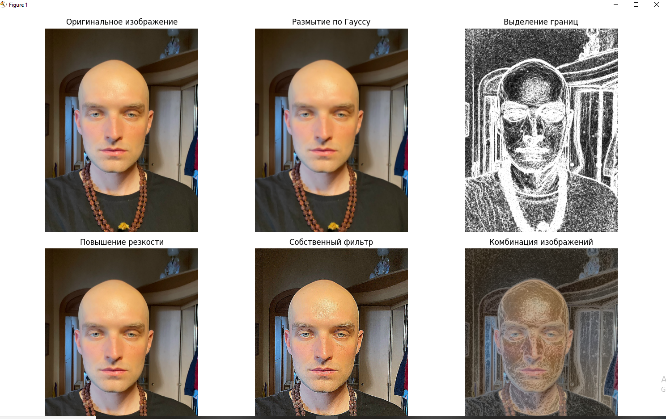 Figure 1
Оригинальное изображение
Размытие по Гауссу
Выделение границ
Повышение резкости
Собственный фильтр
Комбинация изображений